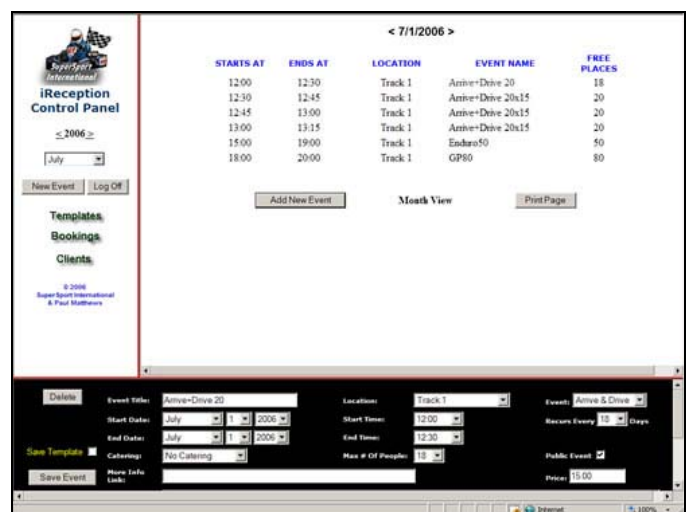 SuperSport
International
iReception
Control Panel
< 2006 >
July
New Event Log Off
Templates
Bookings
Clients
© 2006
SuperSport International
& Paul Matthews
< 7/1/2006 >
STARTS AT ENDS AT LOCATION EVENT NAME FREE PLACES
12:00 12:30 Track 1 Arrive+Drive 20 18
12:30 12:45 Track 1 Arrive+Drive 20x15 20
12:45 13:00 Track 1 Arrive+Drive 20x15 20
13:00 13:15 Track 1 Arrive+Drive 20x15 20
15:00 19:00 Track 1 Enduro50 50
18:00 20:00 Track 1 GP80 80
Add New Event Month View Print Page
Delete Event Title: Arrive+Drive 20 Location: Track 1 Event: Arrive & Drive
Start Date: July 1 2006 Start Time: 12:00 Recurs Every 18 Days
End Date: July 1 2006 End Time: 12:30
Save Template Catering: No Catering Max # Of People: 18 Public Event
Save Event More Info Link: Price: 15.00
Internet 100%